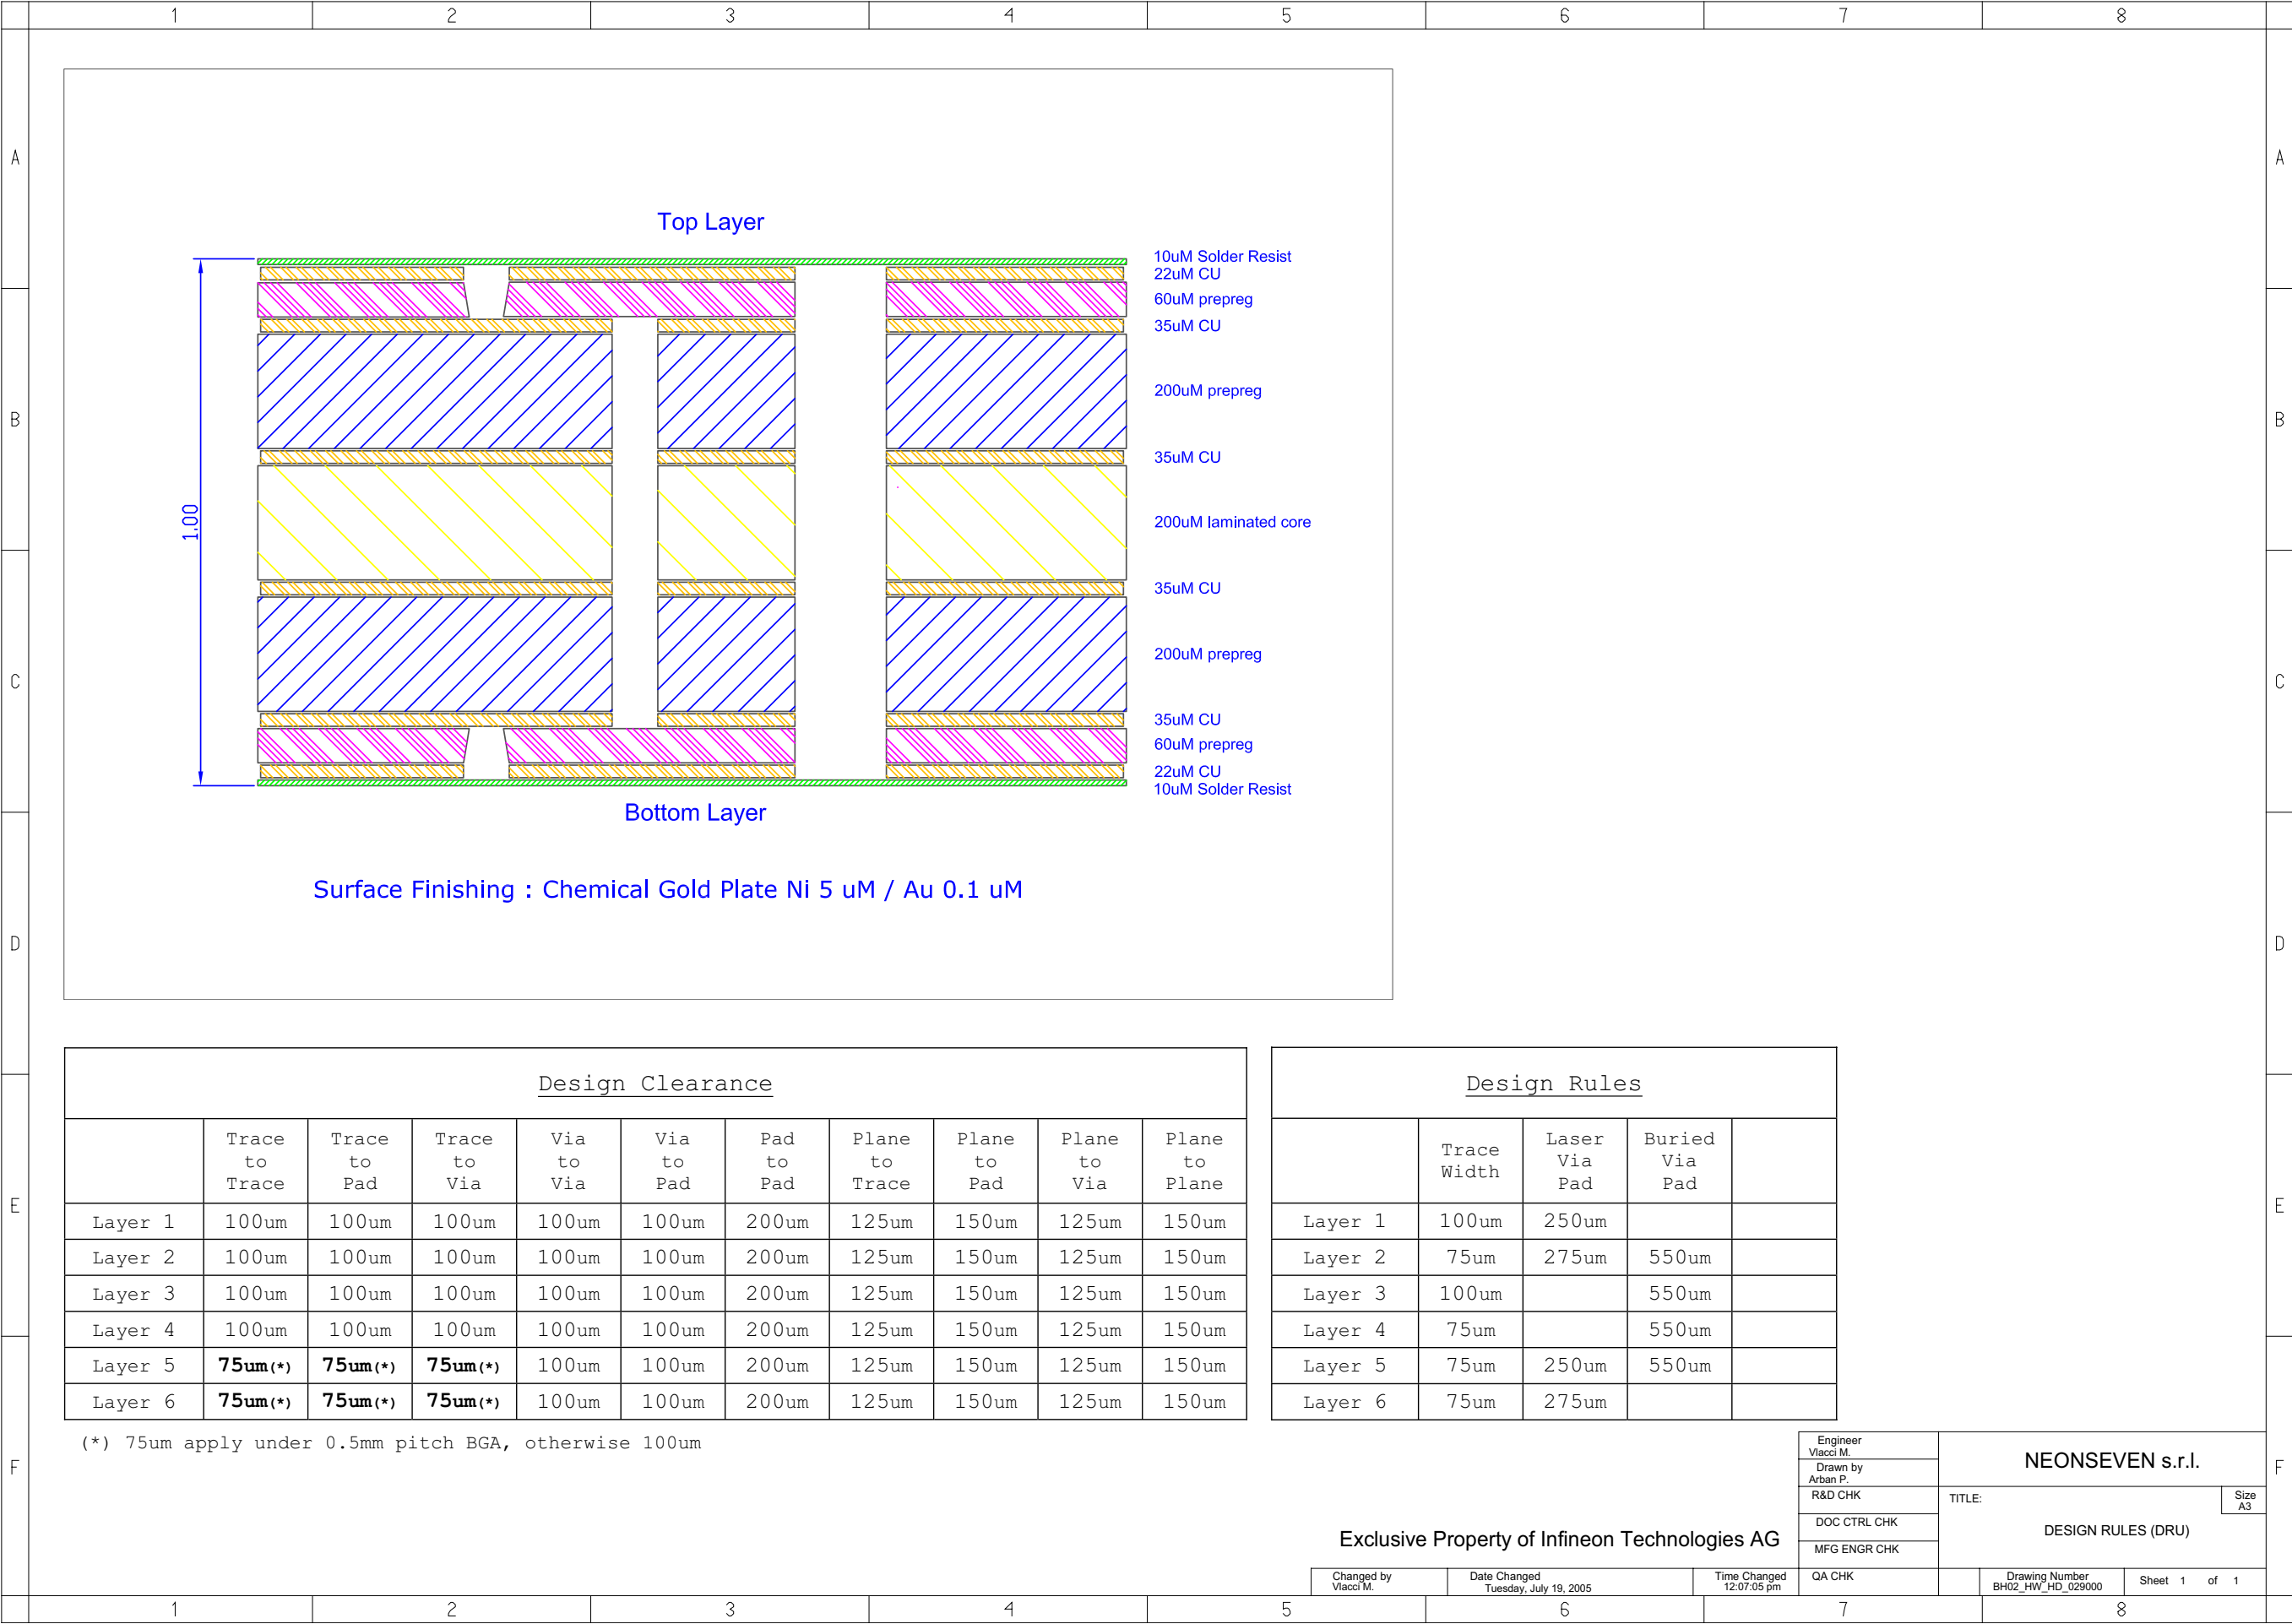 1 2 3 4 5 6 7 8
A A
B B
C C
D D
E E
F F
Top Layer
10uM Solder Resist
22uM CU
60uM prepreg
35uM CU
200uM prepreg
35uM CU
200uM laminated core
1.00
35uM CU
200uM prepreg
35uM CU
60uM prepreg
22uM CU
10uM Solder Resist
Bottom Layer
Surface Finishing : Chemical Gold Plate Ni 5 uM / Au 0.1 uM
Design Clearance
Trace to Trace Trace to Pad Trace to Via Via to Via Via to Pad Pad to Pad Plane to Trace Plane to Pad Plane to Via Plane to Plane
Layer 1 100um 100um 100um 100um 100um 200um 125um 150um 125um 150um
Layer 2 100um 100um 100um 100um 100um 200um 125um 150um 125um 150um
Layer 3 100um 100um 100um 100um 100um 200um 125um 150um 125um 150um
Layer 4 100um 100um 100um 100um 100um 200um 125um 150um 125um 150um
Layer 5 75um(*) 75um(*) 75um(*) 100um 100um 200um 125um 150um 125um 150um
Layer 6 75um(*) 75um(*) 75um(*) 100um 100um 200um 125um 150um 125um 150um
(*) 75um apply under 0.5mm pitch BGA, otherwise 100um
Design Rules
Trace Width Laser Via Pad Buried Via Pad
Layer 1 100um 250um
Layer 2 75um 275um 550um
Layer 3 100um 550um
Layer 4 75um 550um
Layer 5 75um 250um 550um
Layer 6 75um 275um
Exclusive Property of Infineon Technologies AG
Changed by
Vlacci M.
Date Changed
Tuesday, July 19, 2005
Time Changed
12:07:05 pm
Engineer
Vlacci M.
Drawn by
Arban P.
R&D CHK
DOC CTRL CHK
MFG ENGR CHK
QA CHK
NEONSEVEN s.r.l.
TITLE:
Size
A3
DESIGN RULES (DRU)
Drawing Number
BH02_HW_HD_029000
Sheet 1 of 1
1 2 3 4 5 6 7 8